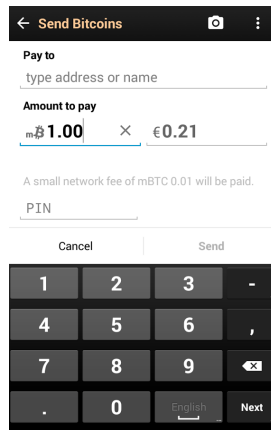 Send Bitcoins
Pay to
type address or name
Amount to pay
m₿ 1.00 × €0.21
A small network fee of mBTC 0.01 will be paid.
PIN
Cancel Send
1 2 3 -
4 5 6 ,
7 8 9
. 0 English Next